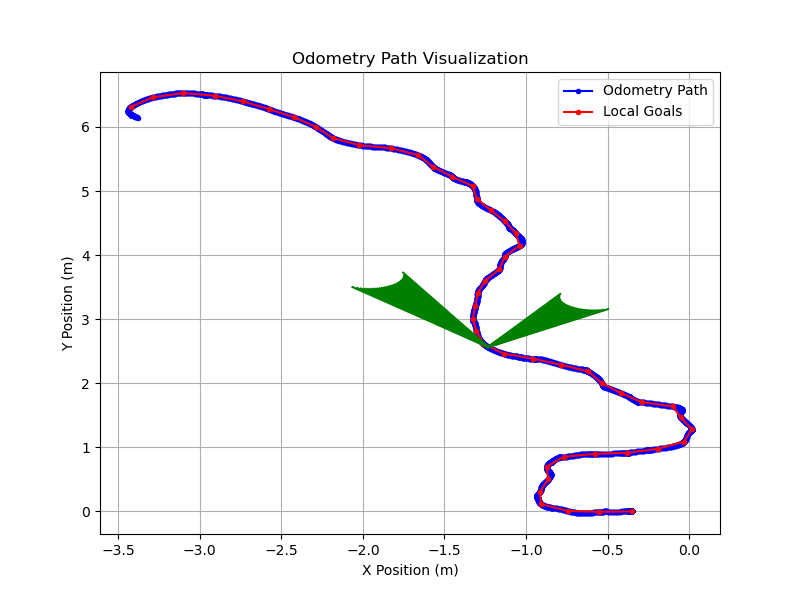 Odometry Path Visualization
Odometry Path
Local Goals
Y Position (m)
6
5
4
3
2
1
0
−3.5 −3.0 −2.5 −2.0 −1.5 −1.0 −0.5 0.0
X Position (m)